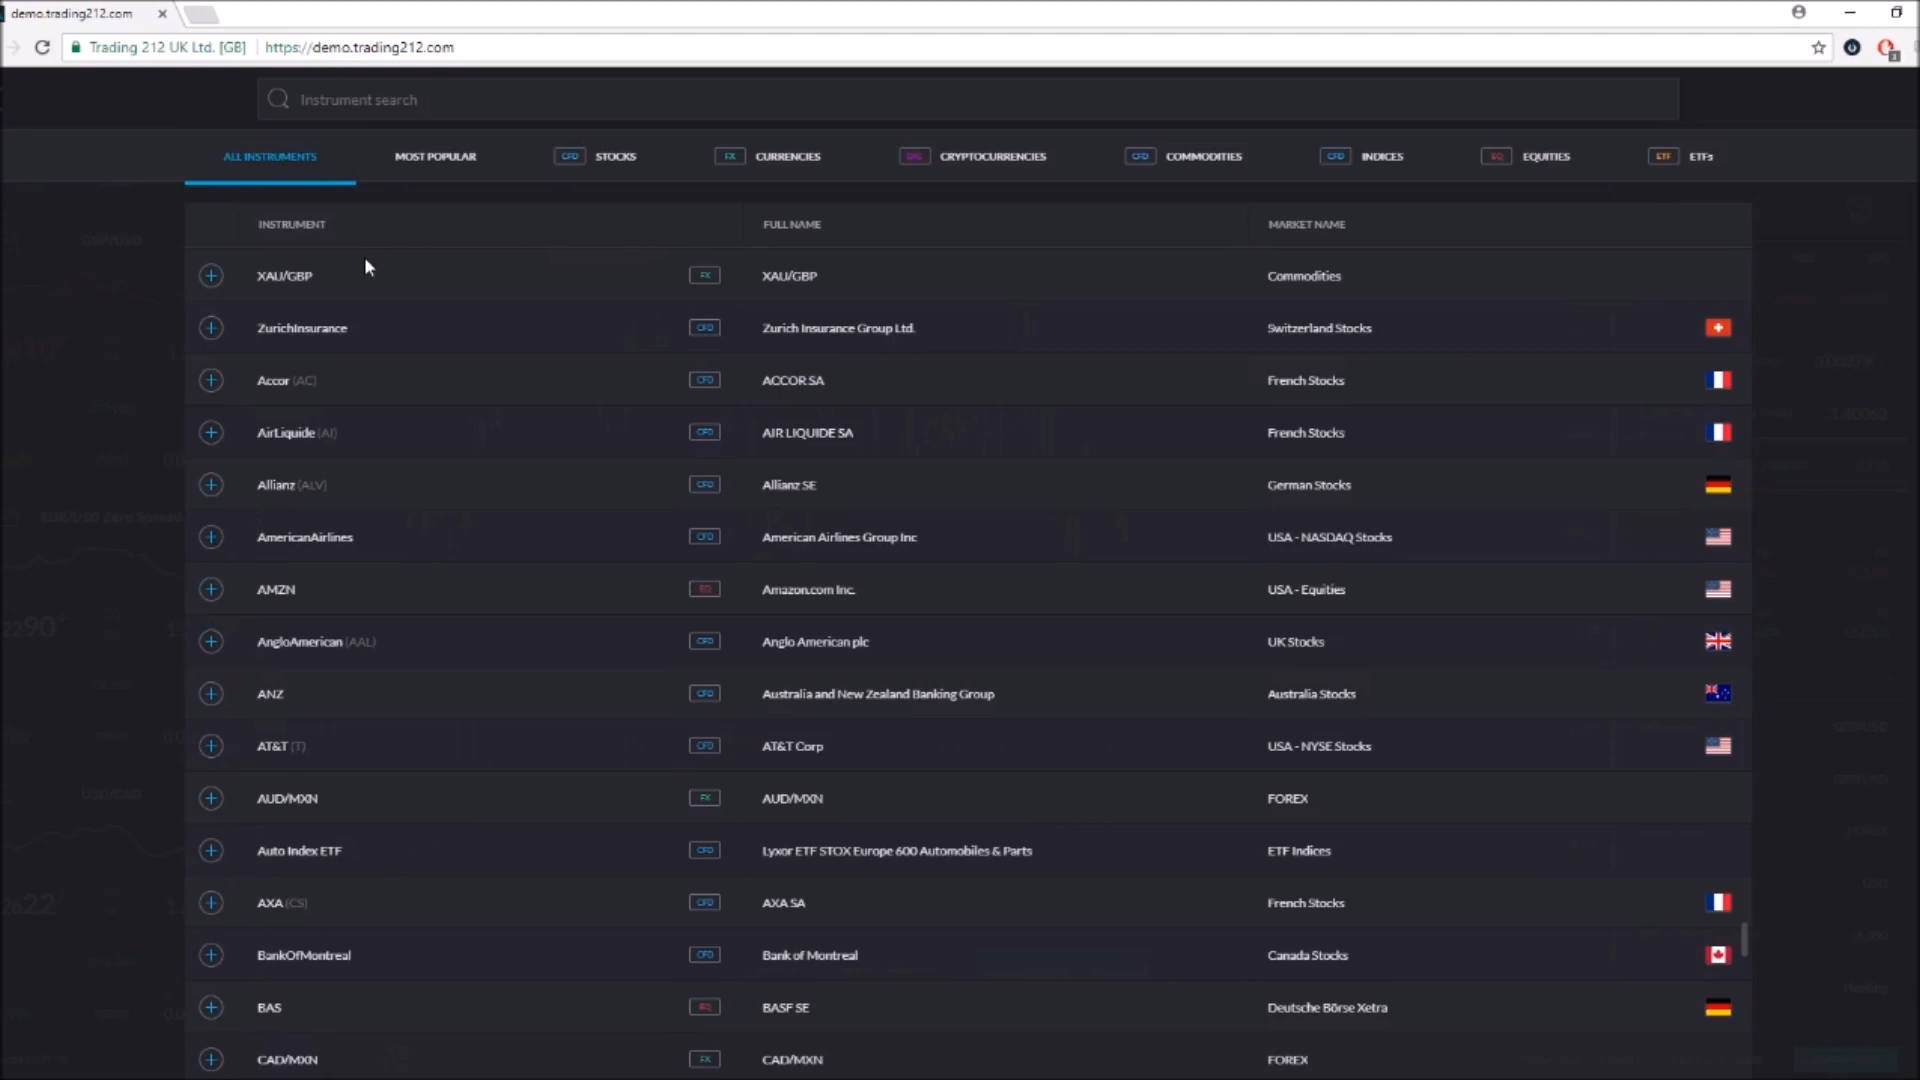 demo.trading212.com
Trading 212 UK Ltd. [GB] https://demo.trading212.com
Instrument search
ALL INSTRUMENTS MOST POPULAR CFD STOCKS FX CURRENCIES CRYPTOCURRENCIES CFD COMMODITIES CFD INDICES EQ EQUITIES ETF ETFs
INSTRUMENT FULL NAME MARKET NAME
XAU/GBP FX XAU/GBP Commodities
ZurichInsurance CFD Zurich Insurance Group Ltd. Switzerland Stocks
Accor (AC) CFD ACCOR SA French Stocks
AirLiquide (AI) CFD AIR LIQUIDE SA French Stocks
Allianz (ALV) CFD Allianz SE German Stocks
AmericanAirlines CFD American Airlines Group Inc USA - NASDAQ Stocks
AMZN EQ Amazon.com Inc. USA - Equities
AngloAmerican (AAL) CFD Anglo American plc UK Stocks
ANZ CFD Australia and New Zealand Banking Group Australia Stocks
AT&T (T) CFD AT&T Corp USA - NYSE Stocks
AUD/MXN FX AUD/MXN FOREX
Auto Index ETF CFD Lyxor ETF STOX Europe 600 Automobiles & Parts ETF Indices
AXA (CS) CFD AXA SA French Stocks
BankOfMontreal CFD Bank of Montreal Canada Stocks
BAS EQ BASF SE Deutsche Börse Xetra
CAD/MXN FX CAD/MXN FOREX